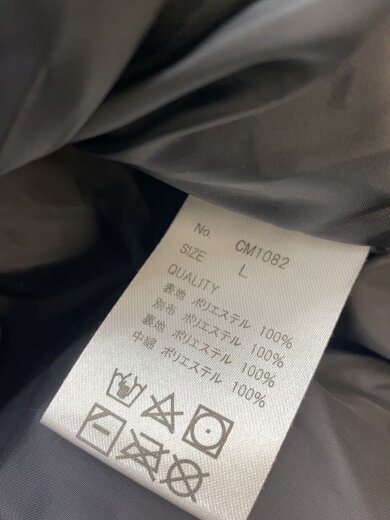 No. CM1082
SIZE L
QUALITY
表地 ポリエステル 100%
別布 ポリエステル 100%
裏地 ポリエステル 100%
中綿 ポリエステル 100%